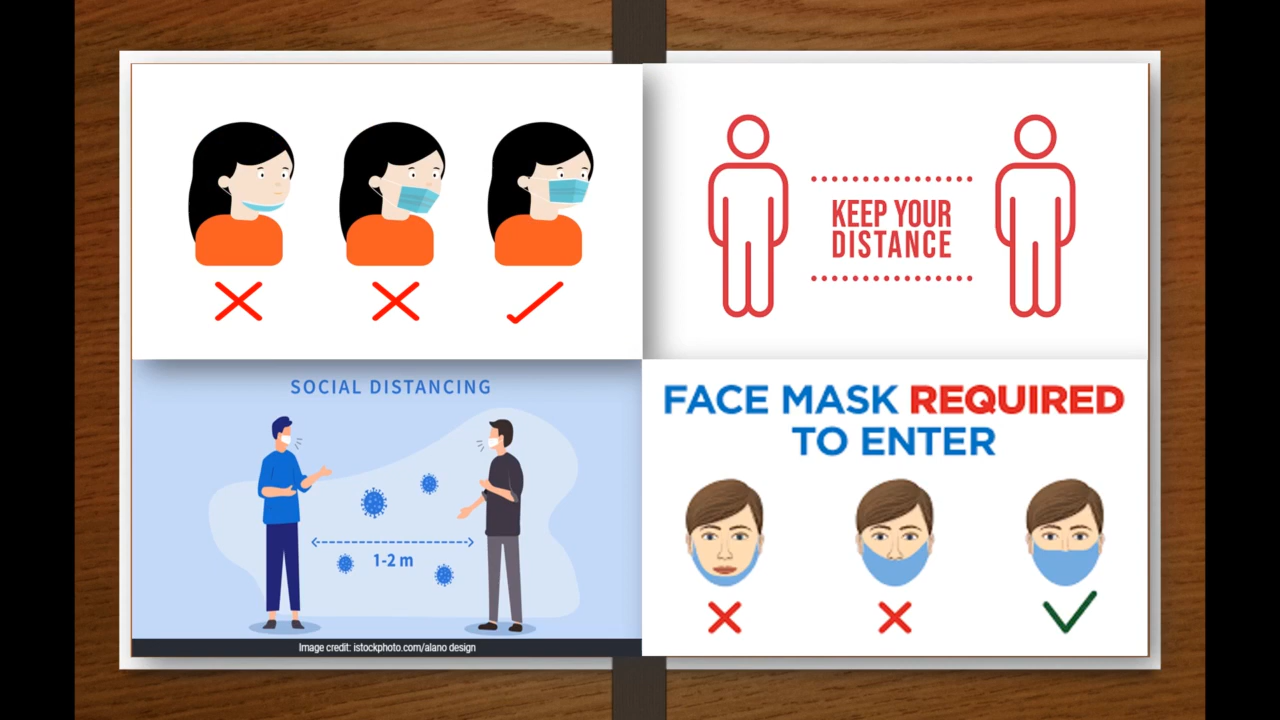 KEEP YOUR
DISTANCE
SOCIAL DISTANCING
1-2 m
Image credit: istockphoto.com/alano design
FACE MASK REQUIRED
TO ENTER